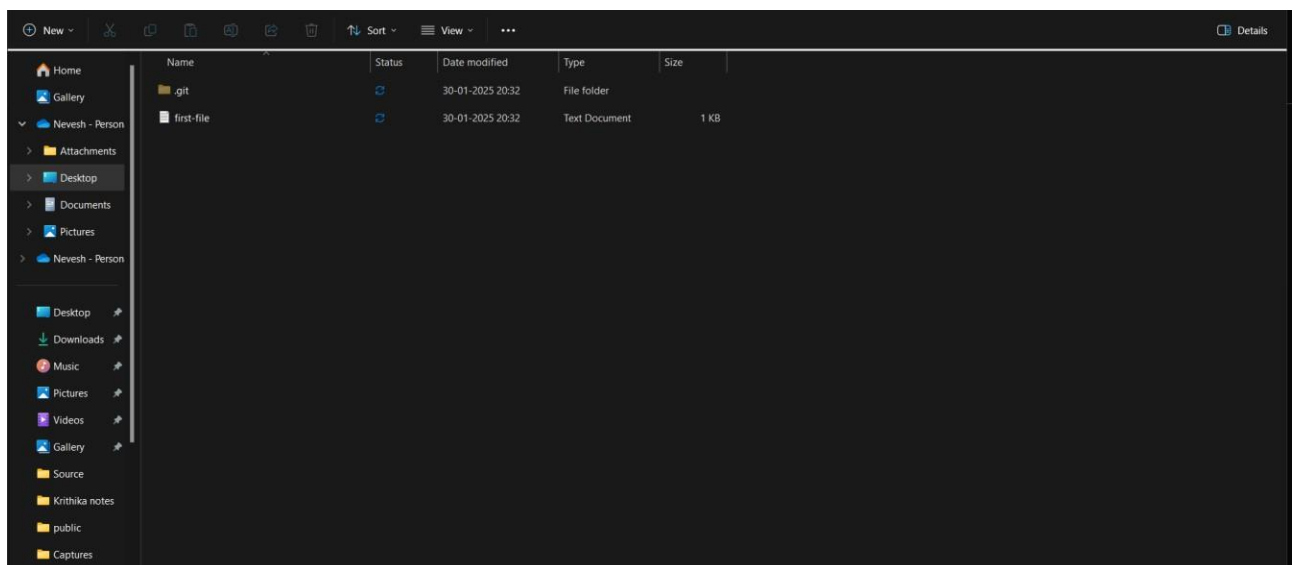 New Sort View ••• Details
Name Status Date modified Type Size
.git 30-01-2025 20:32 File folder
first-file 30-01-2025 20:32 Text Document 1 KB
Home
Gallery
Nevesh - Person
Attachments
Desktop
Documents
Pictures
Nevesh - Person
Desktop
Downloads
Music
Pictures
Videos
Gallery
Source
Krithika notes
public
Captures